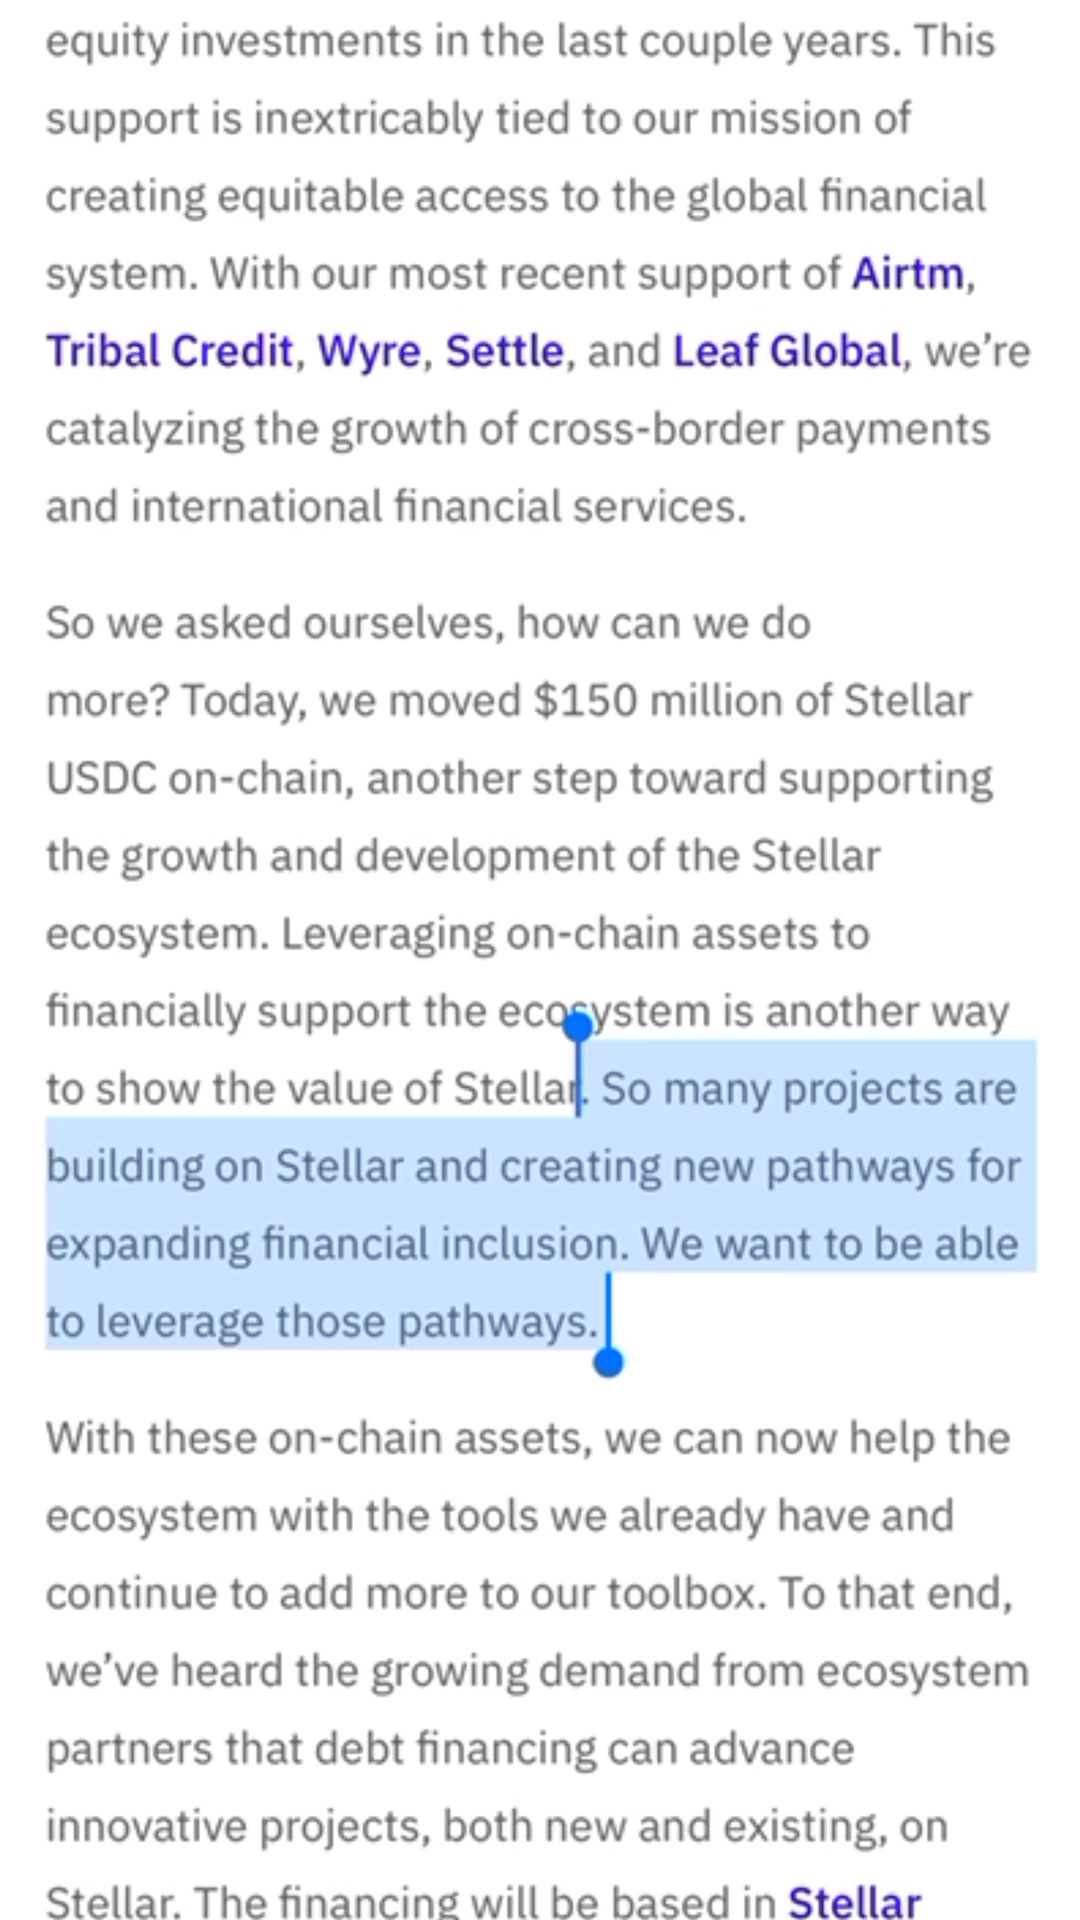 equity investments in the last couple years. This
support is inextricably tied to our mission of
creating equitable access to the global financial
system. With our most recent support of Airtm,
Tribal Credit, Wyre, Settle, and Leaf Global, we’re
catalyzing the growth of cross-border payments
and international financial services.
So we asked ourselves, how can we do
more? Today, we moved $150 million of Stellar
USDC on-chain, another step toward supporting
the growth and development of the Stellar
ecosystem. Leveraging on-chain assets to
financially support the ecosystem is another way
to show the value of Stellar. So many projects are
building on Stellar and creating new pathways for
expanding financial inclusion. We want to be able
to leverage those pathways.
With these on-chain assets, we can now help the
ecosystem with the tools we already have and
continue to add more to our toolbox. To that end,
we’ve heard the growing demand from ecosystem
partners that debt financing can advance
innovative projects, both new and existing, on
Stellar. The financing will be based in Stellar